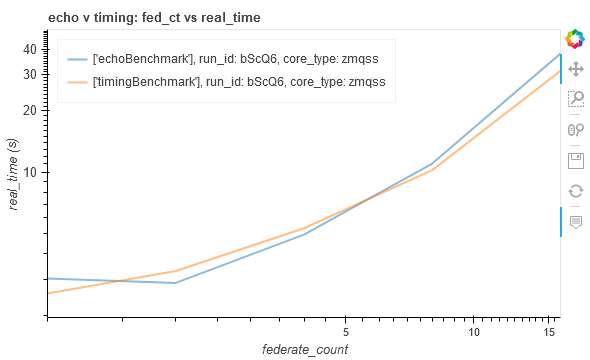 echo v timing: fed_ct vs real_time
['echoBenchmark'], run_id: bScQ6, core_type: zmqss
['timingBenchmark'], run_id: bScQ6, core_type: zmqss
real_time (s)
40
30
20
10
5
10
15
federate_count